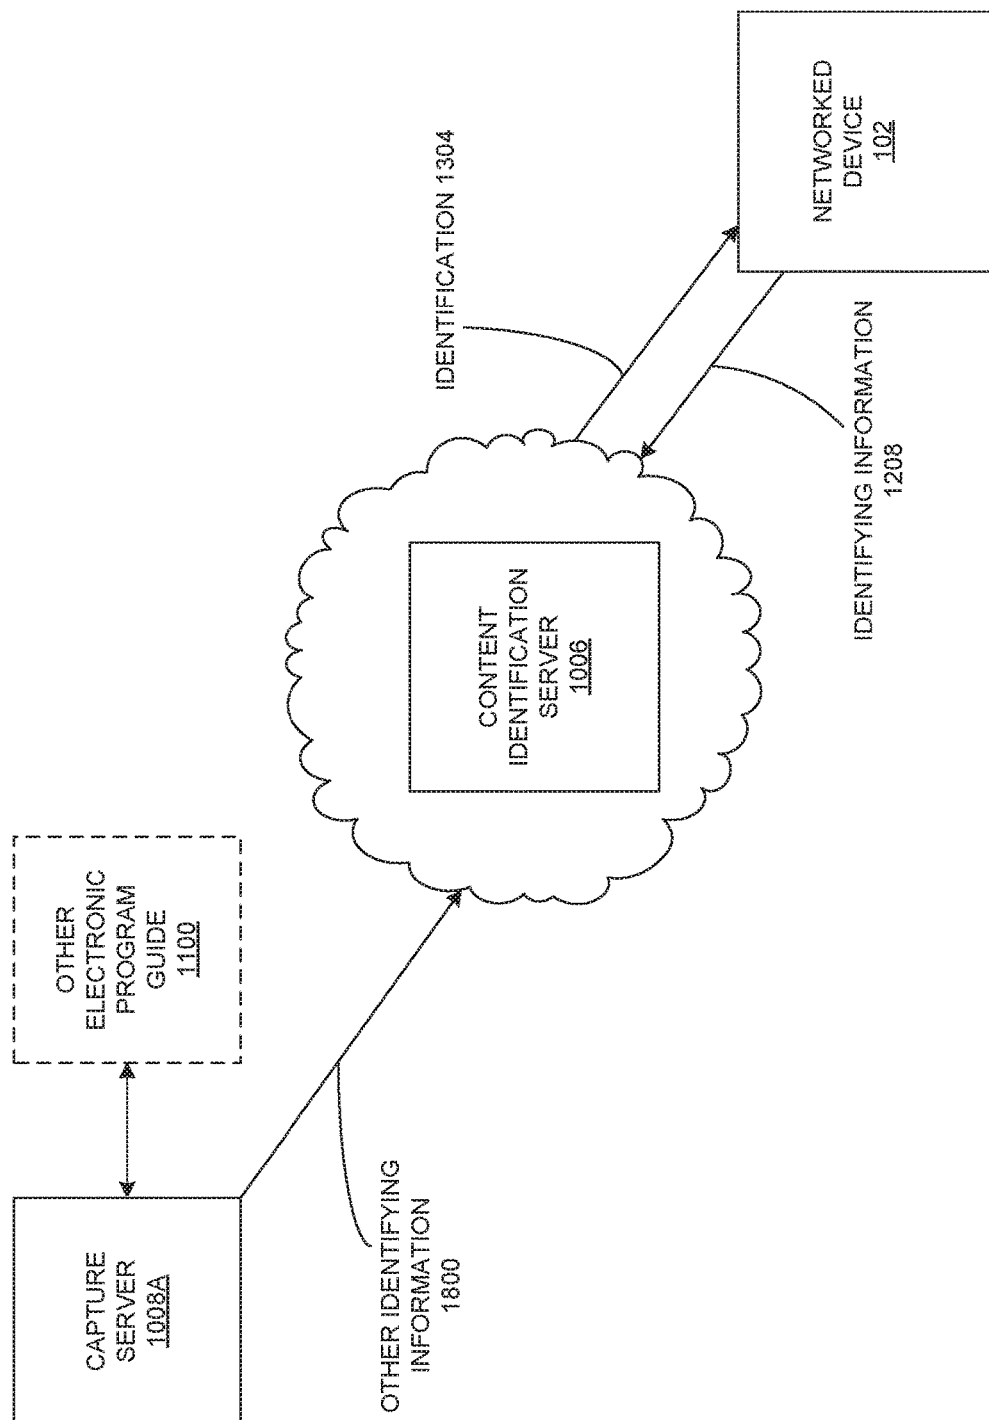 CAPTURE
SERVER
1008A
OTHER
ELECTRONIC
PROGRAM
GUIDE
1100
OTHER IDENTIFYING
INFORMATION
1800
CONTENT
IDENTIFICATION
SERVER
1006
IDENTIFICATION 1304
IDENTIFYING INFORMATION
1208
NETWORKED
DEVICE
102